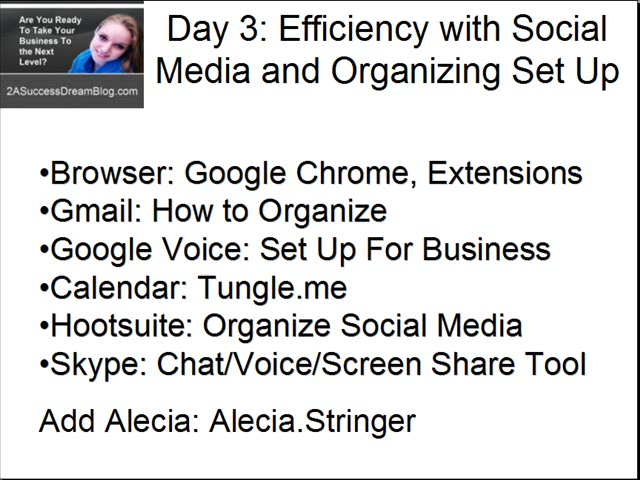 Are You Ready
To Take Your
Business To
the Next
Level?
2ASuccessDreamBlog.com
Day 3: Efficiency with Social
Media and Organizing Set Up
•Browser: Google Chrome, Extensions
•Gmail: How to Organize
•Google Voice: Set Up For Business
•Calendar: Tungle.me
•Hootsuite: Organize Social Media
•Skype: Chat/Voice/Screen Share Tool
Add Alecia: Alecia.Stringer